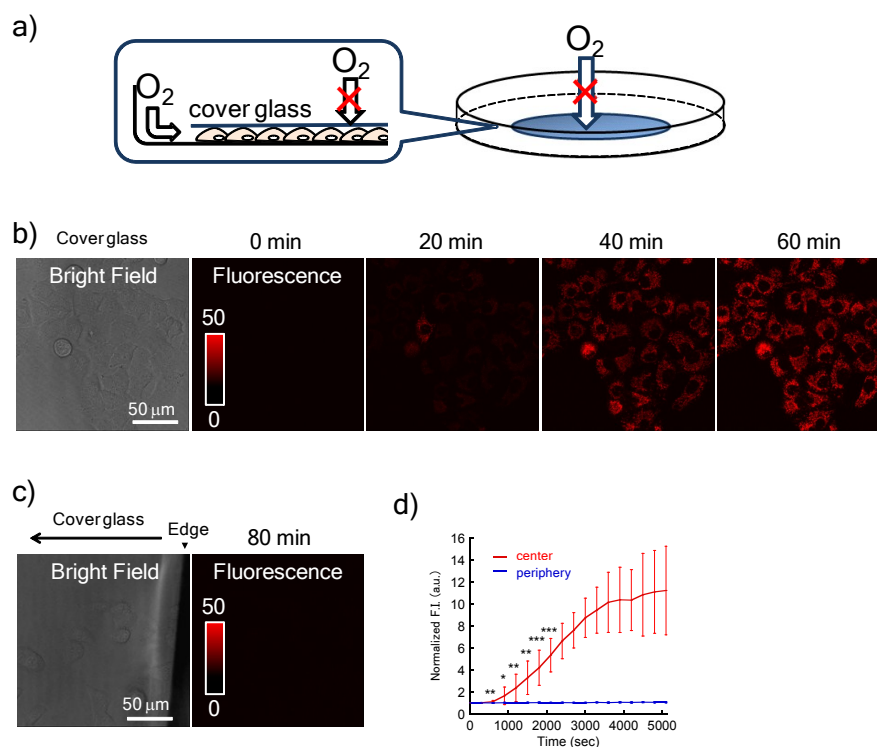 a)
O2
O2
O2
cover glass
b)
Cover glass
0 min
20 min
40 min
60 min
Bright Field
Fluorescence
50
0
50 μm
c)
Cover glass
Edge
80 min
Bright Field
Fluorescence
50
0
50 μm
d)
16
14
12
10
8
6
4
2
0
Normalized F.I. (a.u.)
center
periphery
**
*
**
**
***
***
0 1000 2000 3000 4000 5000
Time (sec)